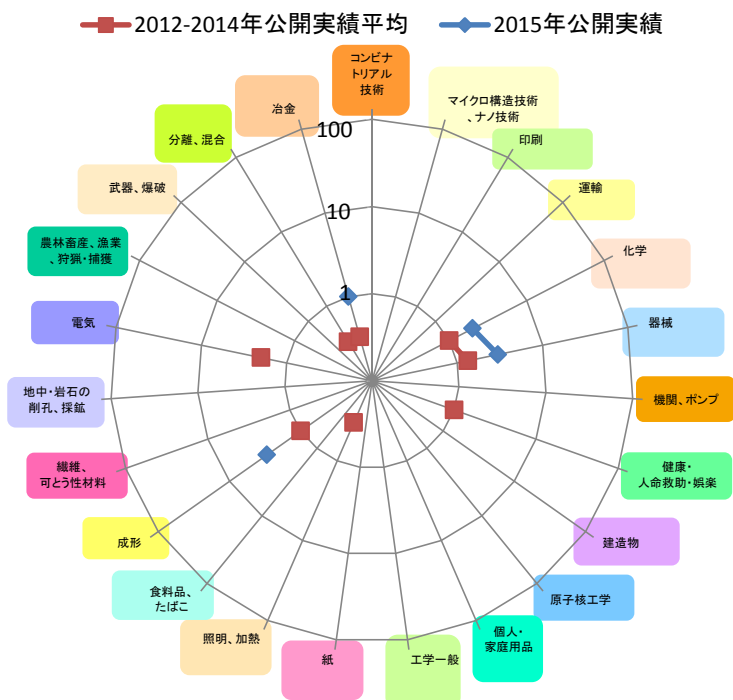 2012-2014年公開実績平均
2015年公開実績
コンビナ
トリアル
技術
マイクロ構造技術
、ナノ技術
印刷
運輸
化学
器械
機関、ポンプ
健康・
人命救助・娯楽
建造物
原子核工学
個人・
家庭用品
工学一般
紙
照明、加熱
食料品、
たばこ
成形
繊維、
可とう性材料
地中・岩石の
削孔、採鉱
電気
農林畜産、漁業
、狩猟・捕獲
武器、爆破
分離、混合
冶金
100
10
1